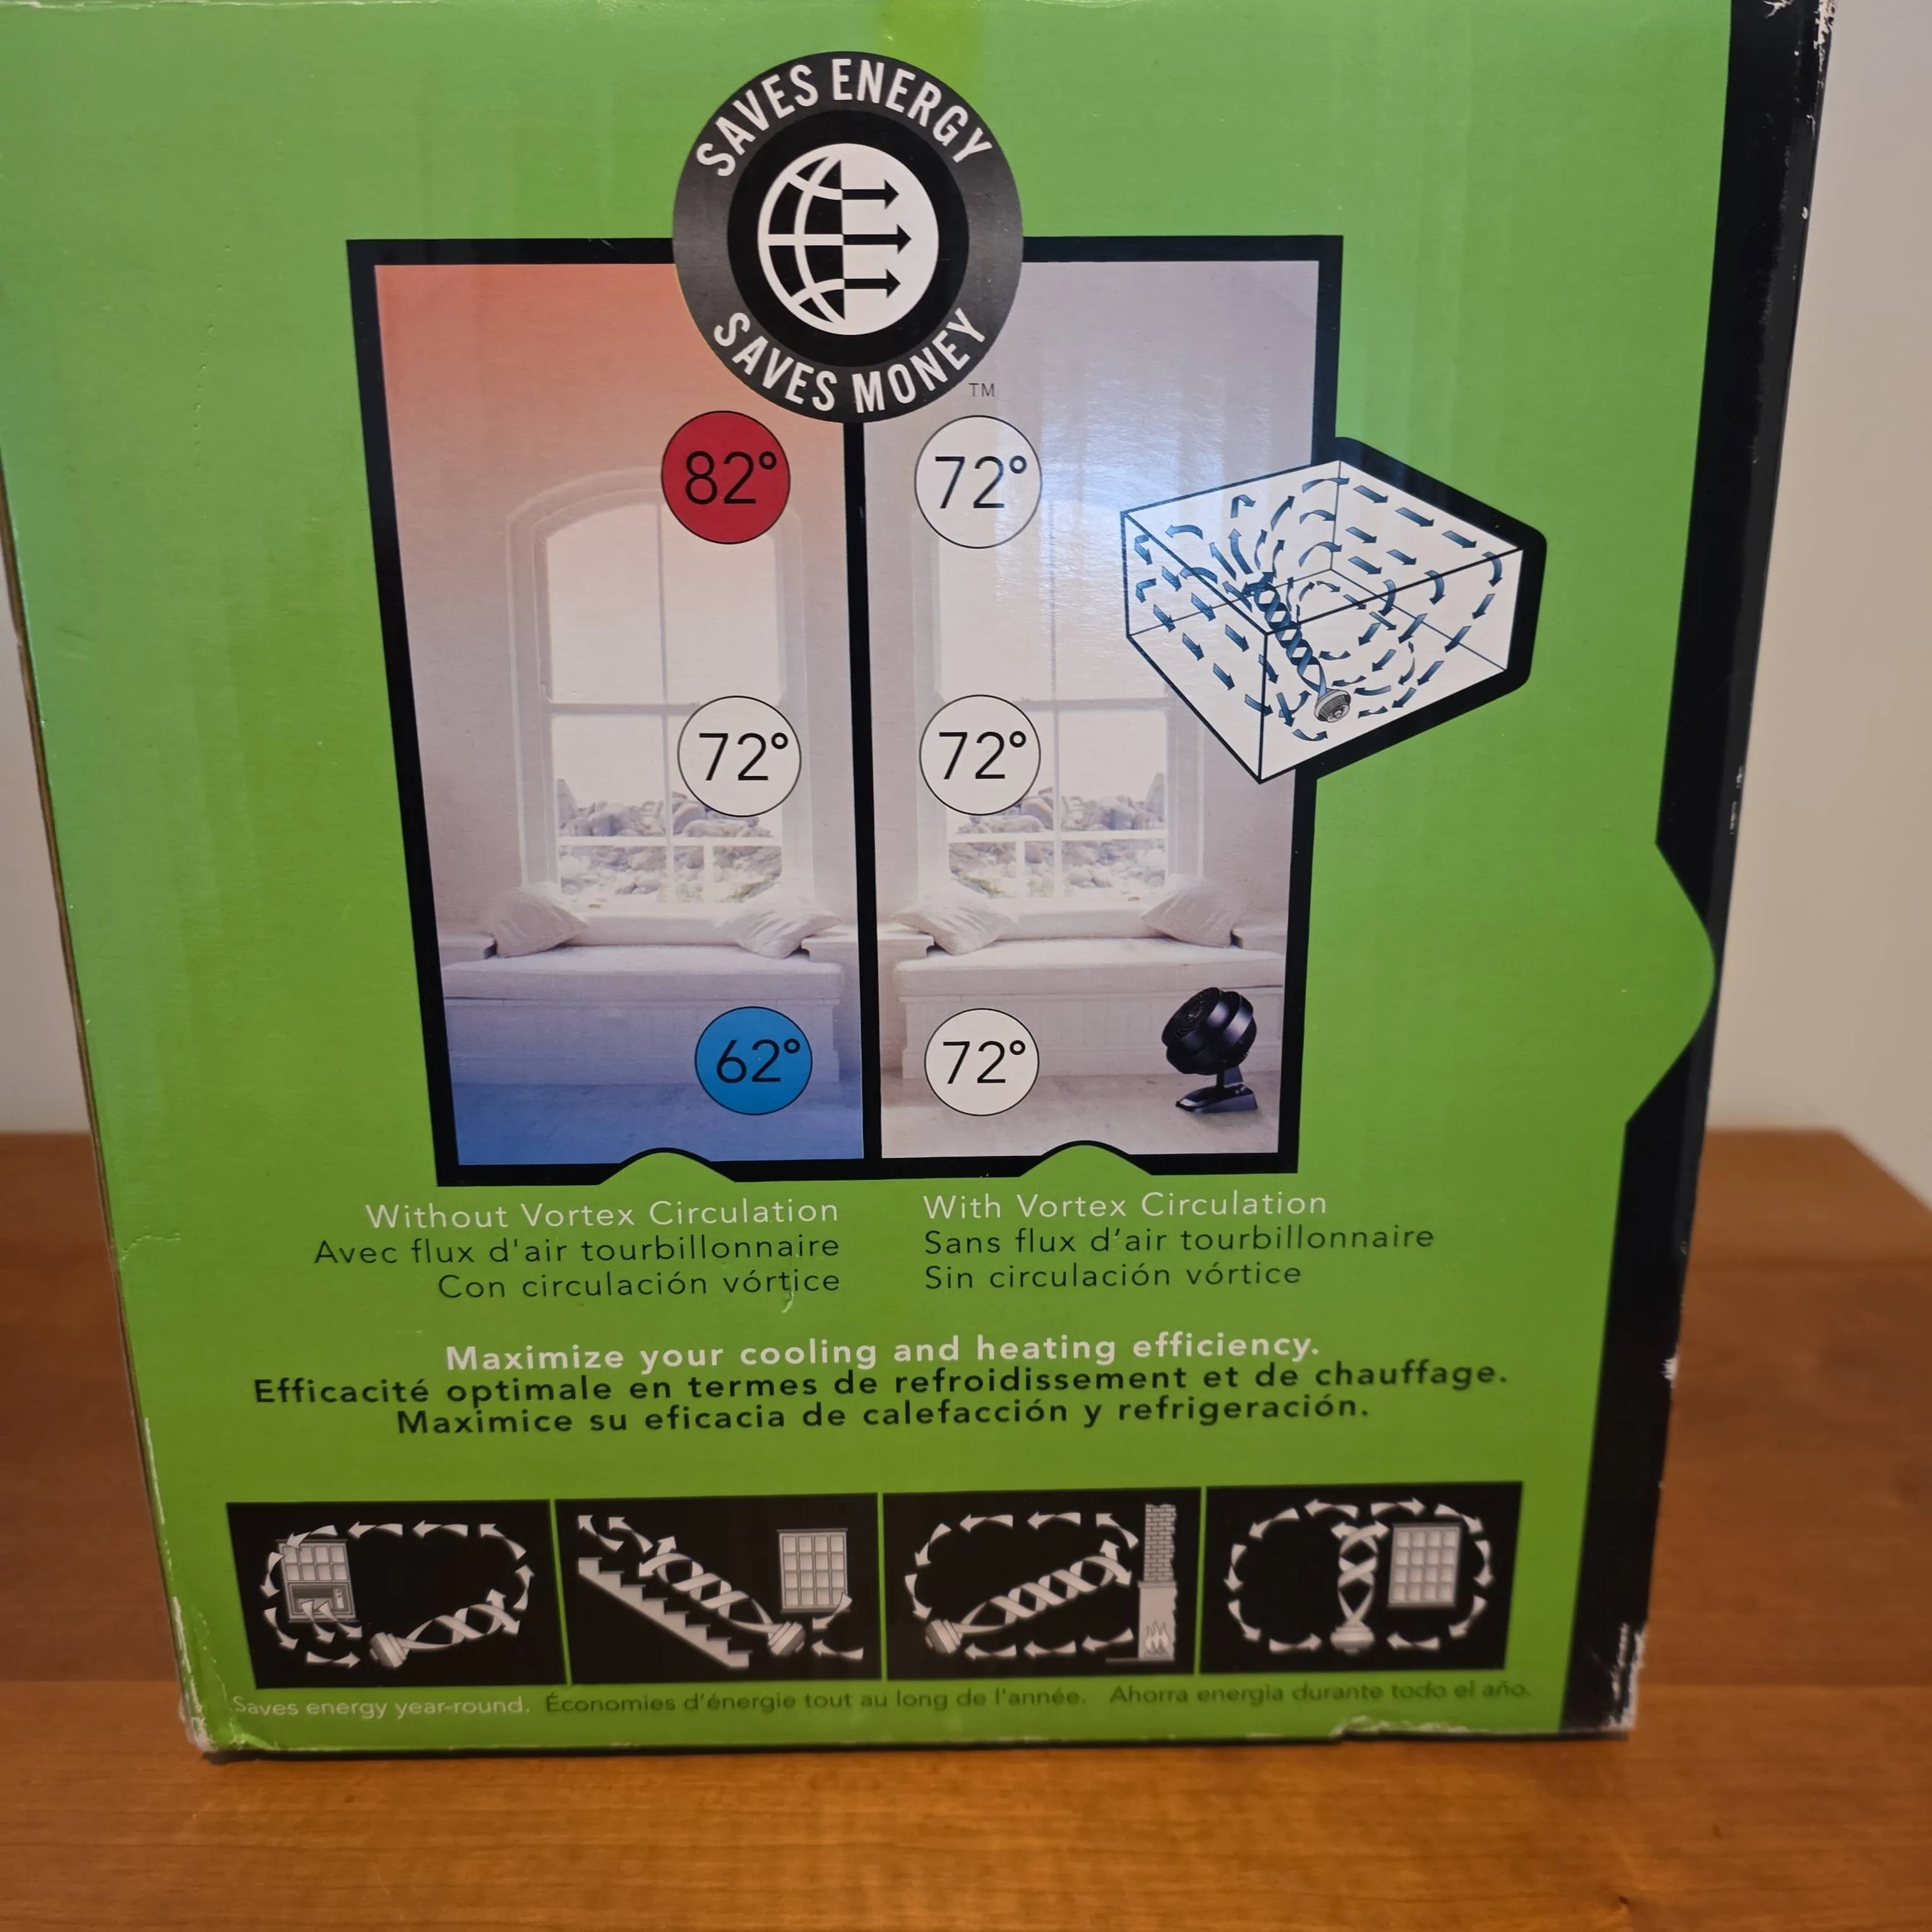 SAVES ENERGY
SAVES MONEY
TM
82°
72°
72°
72°
62°
72°
Without Vortex Circulation
Avec flux d'air tourbillonnaire
Con circulación vórtice
With Vortex Circulation
Sans flux d'air tourbillonnaire
Sin circulación vórtice
Maximize your cooling and heating efficiency.
Efficacité optimale en termes de refroidissement et de chauffage.
Maximice su eficacia de calefacción y refrigeración.
Saves energy year-round. Économies d'énergie tout au long de l'année. Ahorra energia durante todo el año.